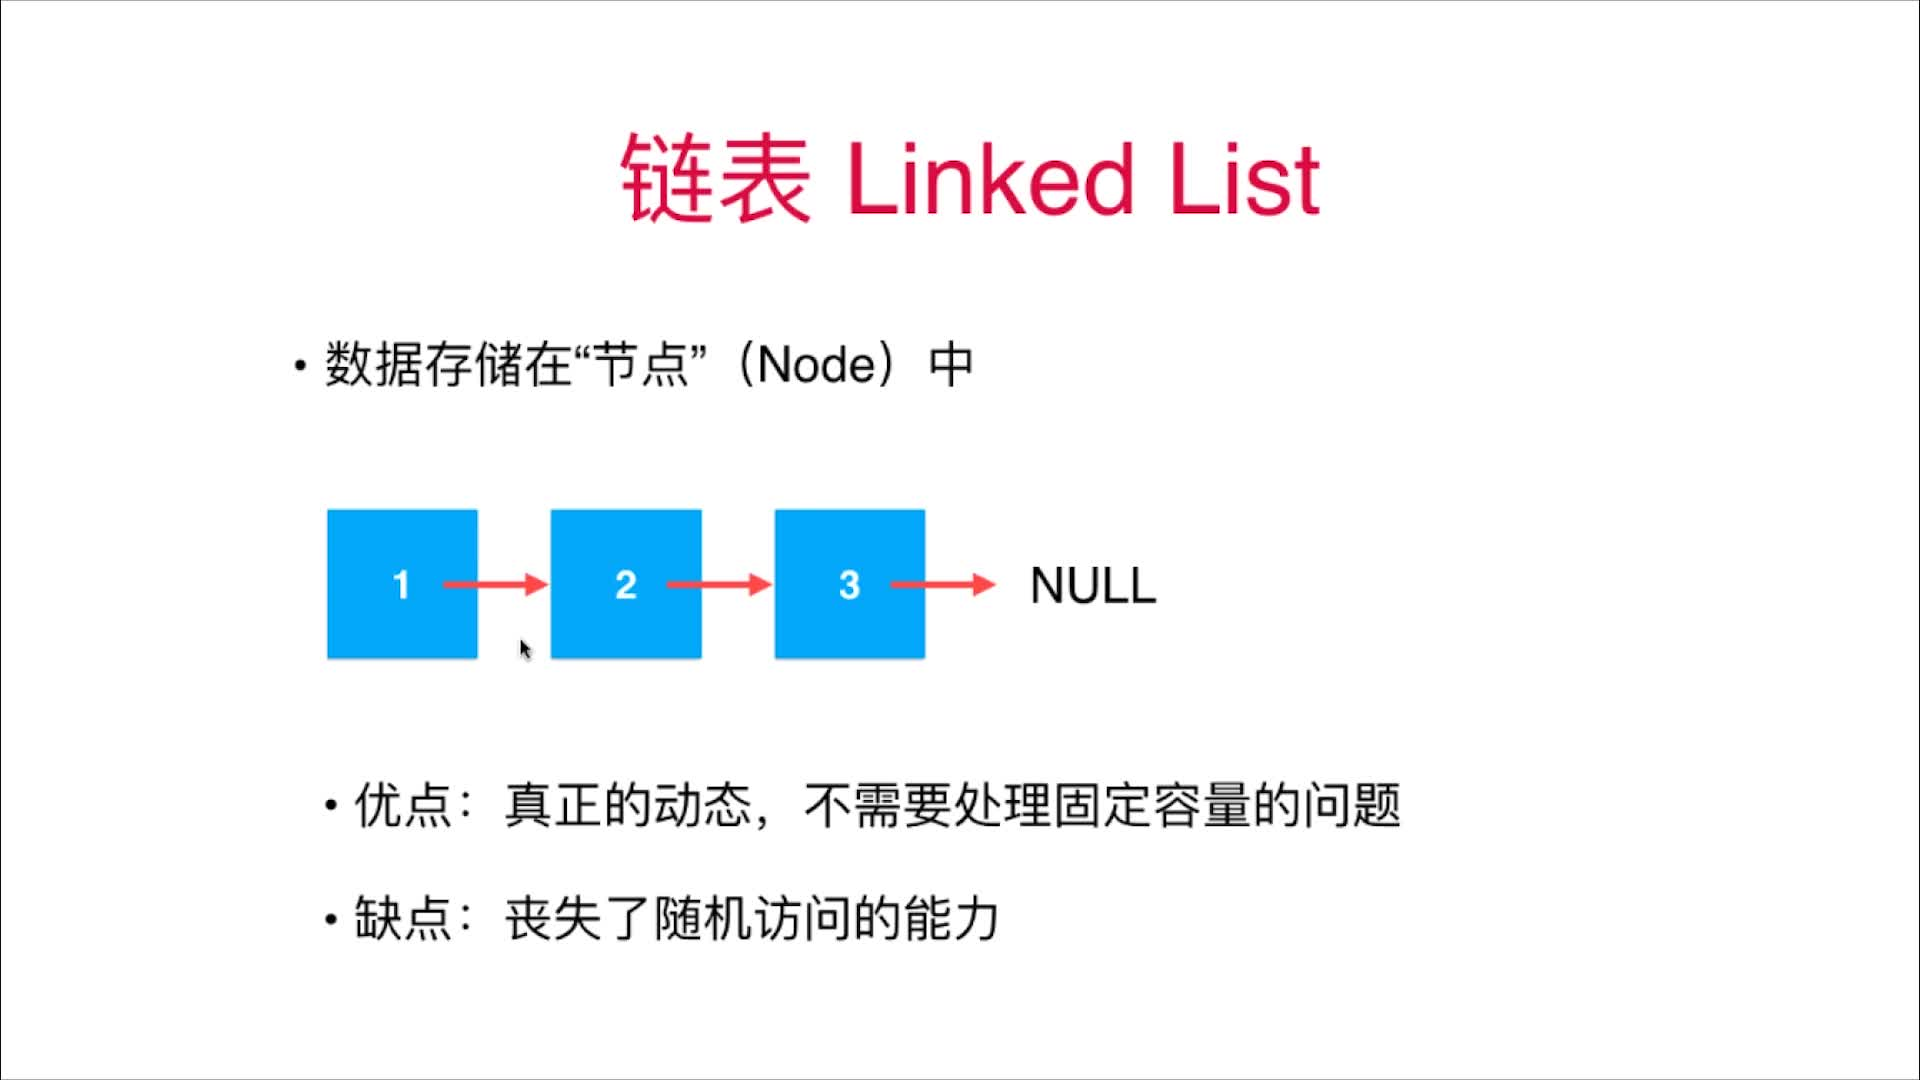 链表 Linked List
• 数据存储在“节点”（Node）中
1 2 3 NULL
• 优点：真正的动态，不需要处理固定容量的问题
• 缺点：丧失了随机访问的能力